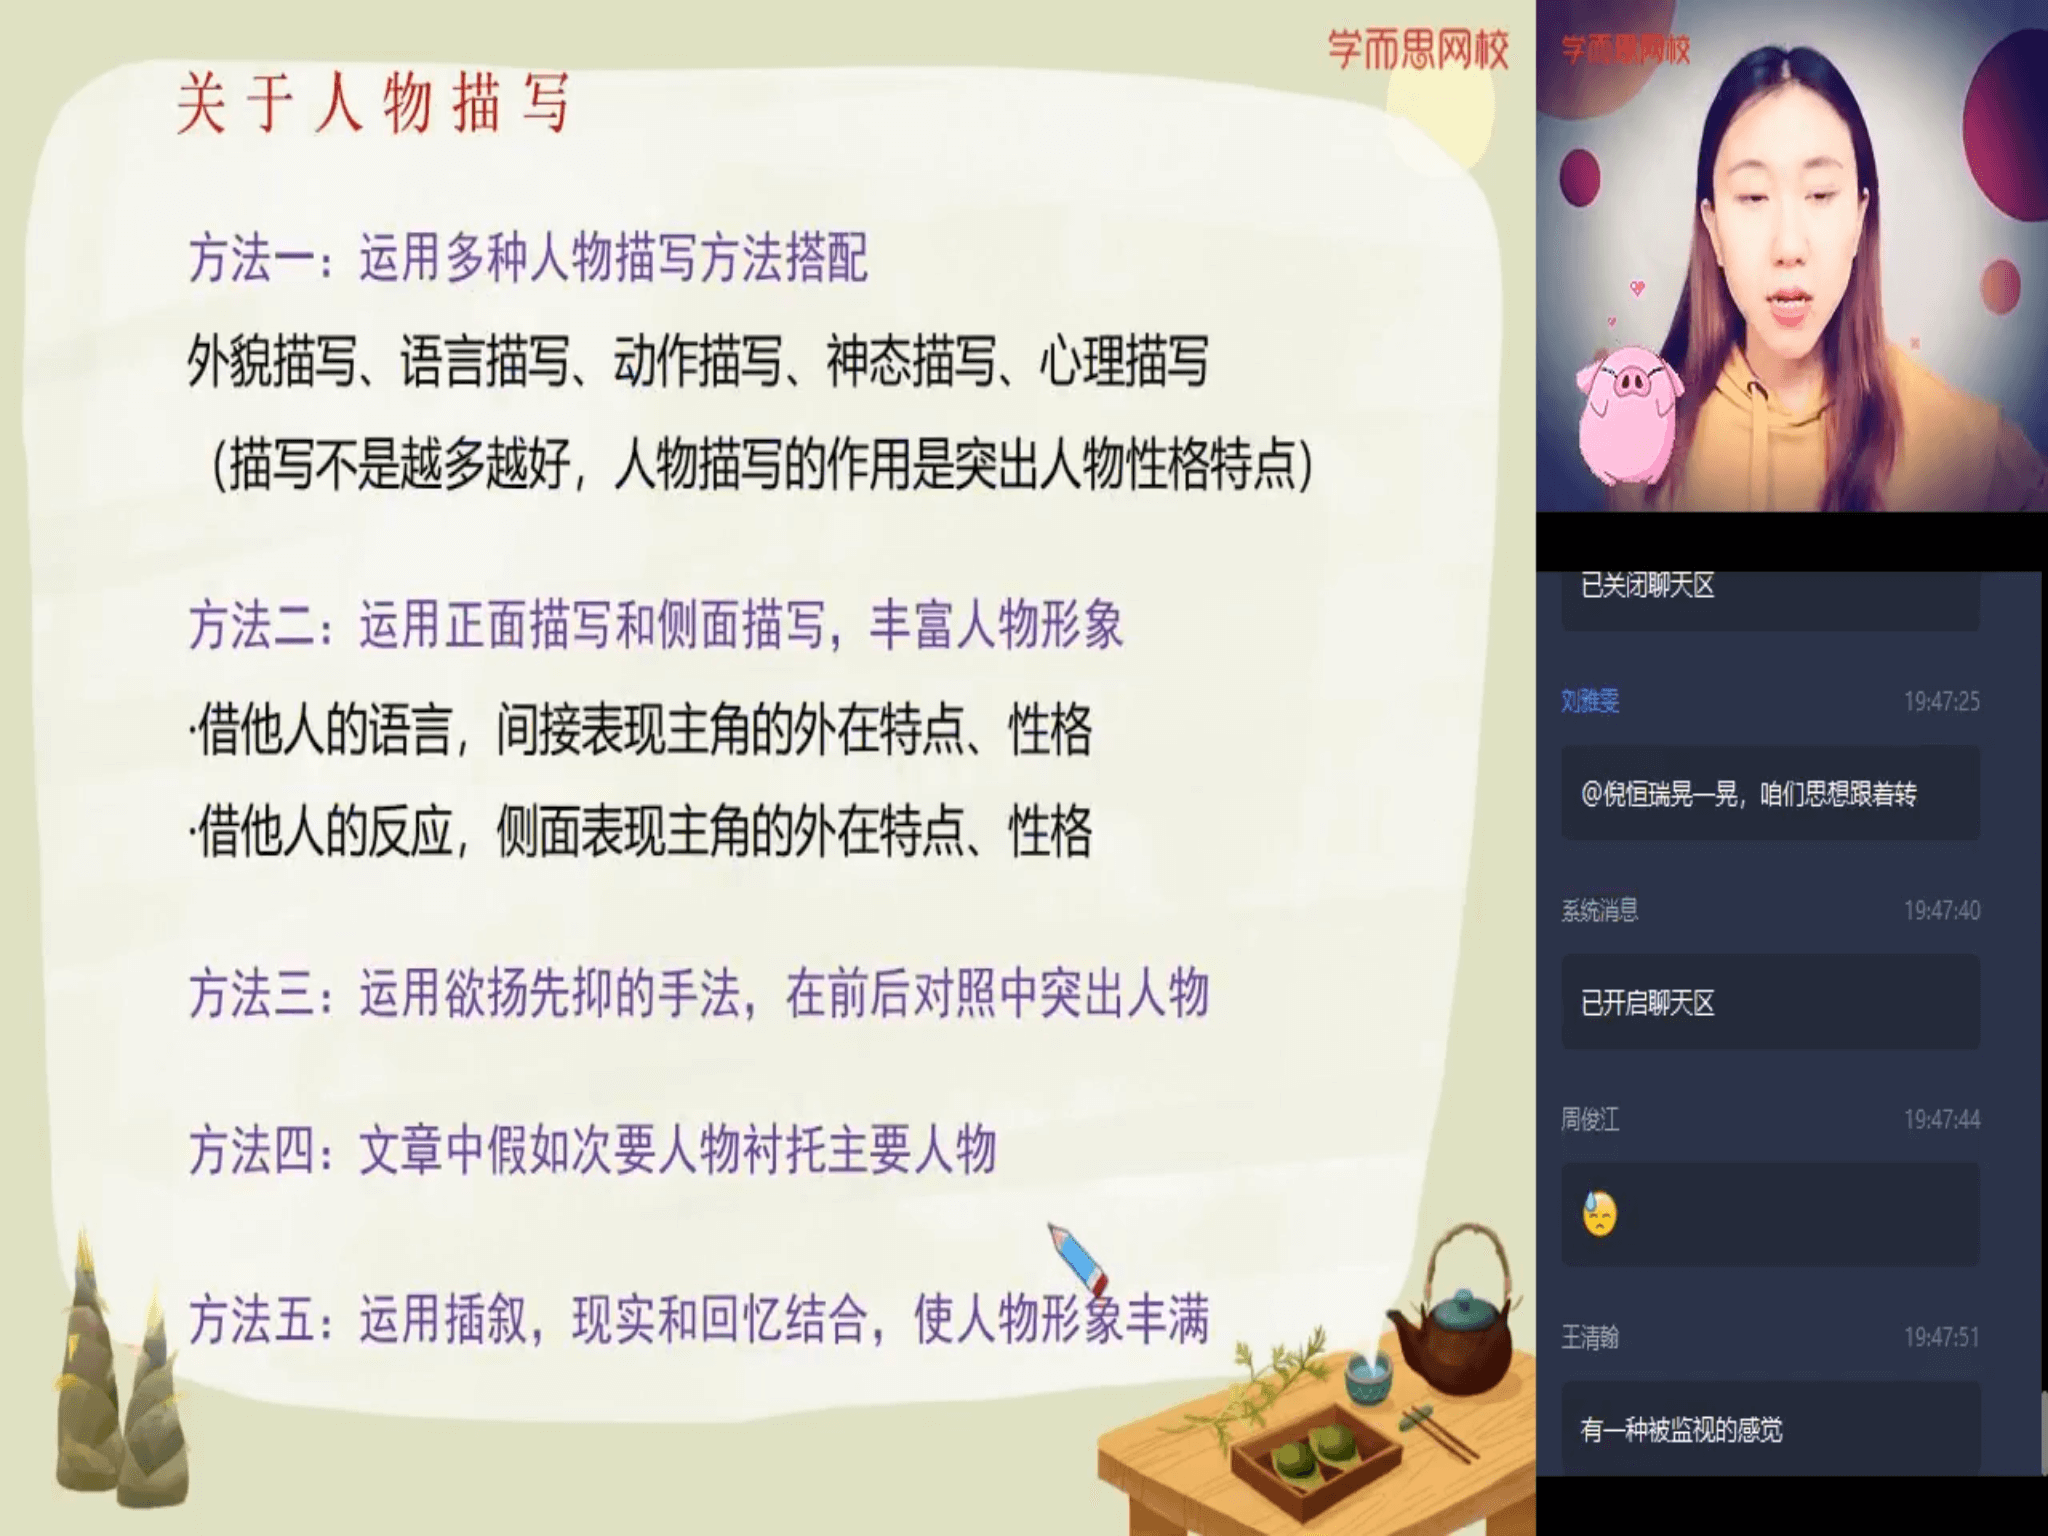 学而思网校
关于人物描写
方法一：运用多种人物描写方法搭配
外貌描写、语言描写、动作描写、神态描写、心理描写
（描写不是越多越好，人物描写的作用是突出人物性格特点）
方法二：运用正面描写和侧面描写，丰富人物形象
·借他人的语言，间接表现主角的外在特点、性格
·借他人的反应，侧面表现主角的外在特点、性格
方法三：运用欲扬先抑的手法，在前后对照中突出人物
方法四：文章中假如次要人物衬托主要人物
方法五：运用插叙，现实和回忆结合，使人物形象丰满
学而思网校
已关闭聊天区
刘雅雯 19:47:25
@倪恒瑞晃一晃，咱们思想跟着转
系统消息 19:47:40
已开启聊天区
周俊江 19:47:44
😓
王清翰 19:47:51
有一种被监视的感觉